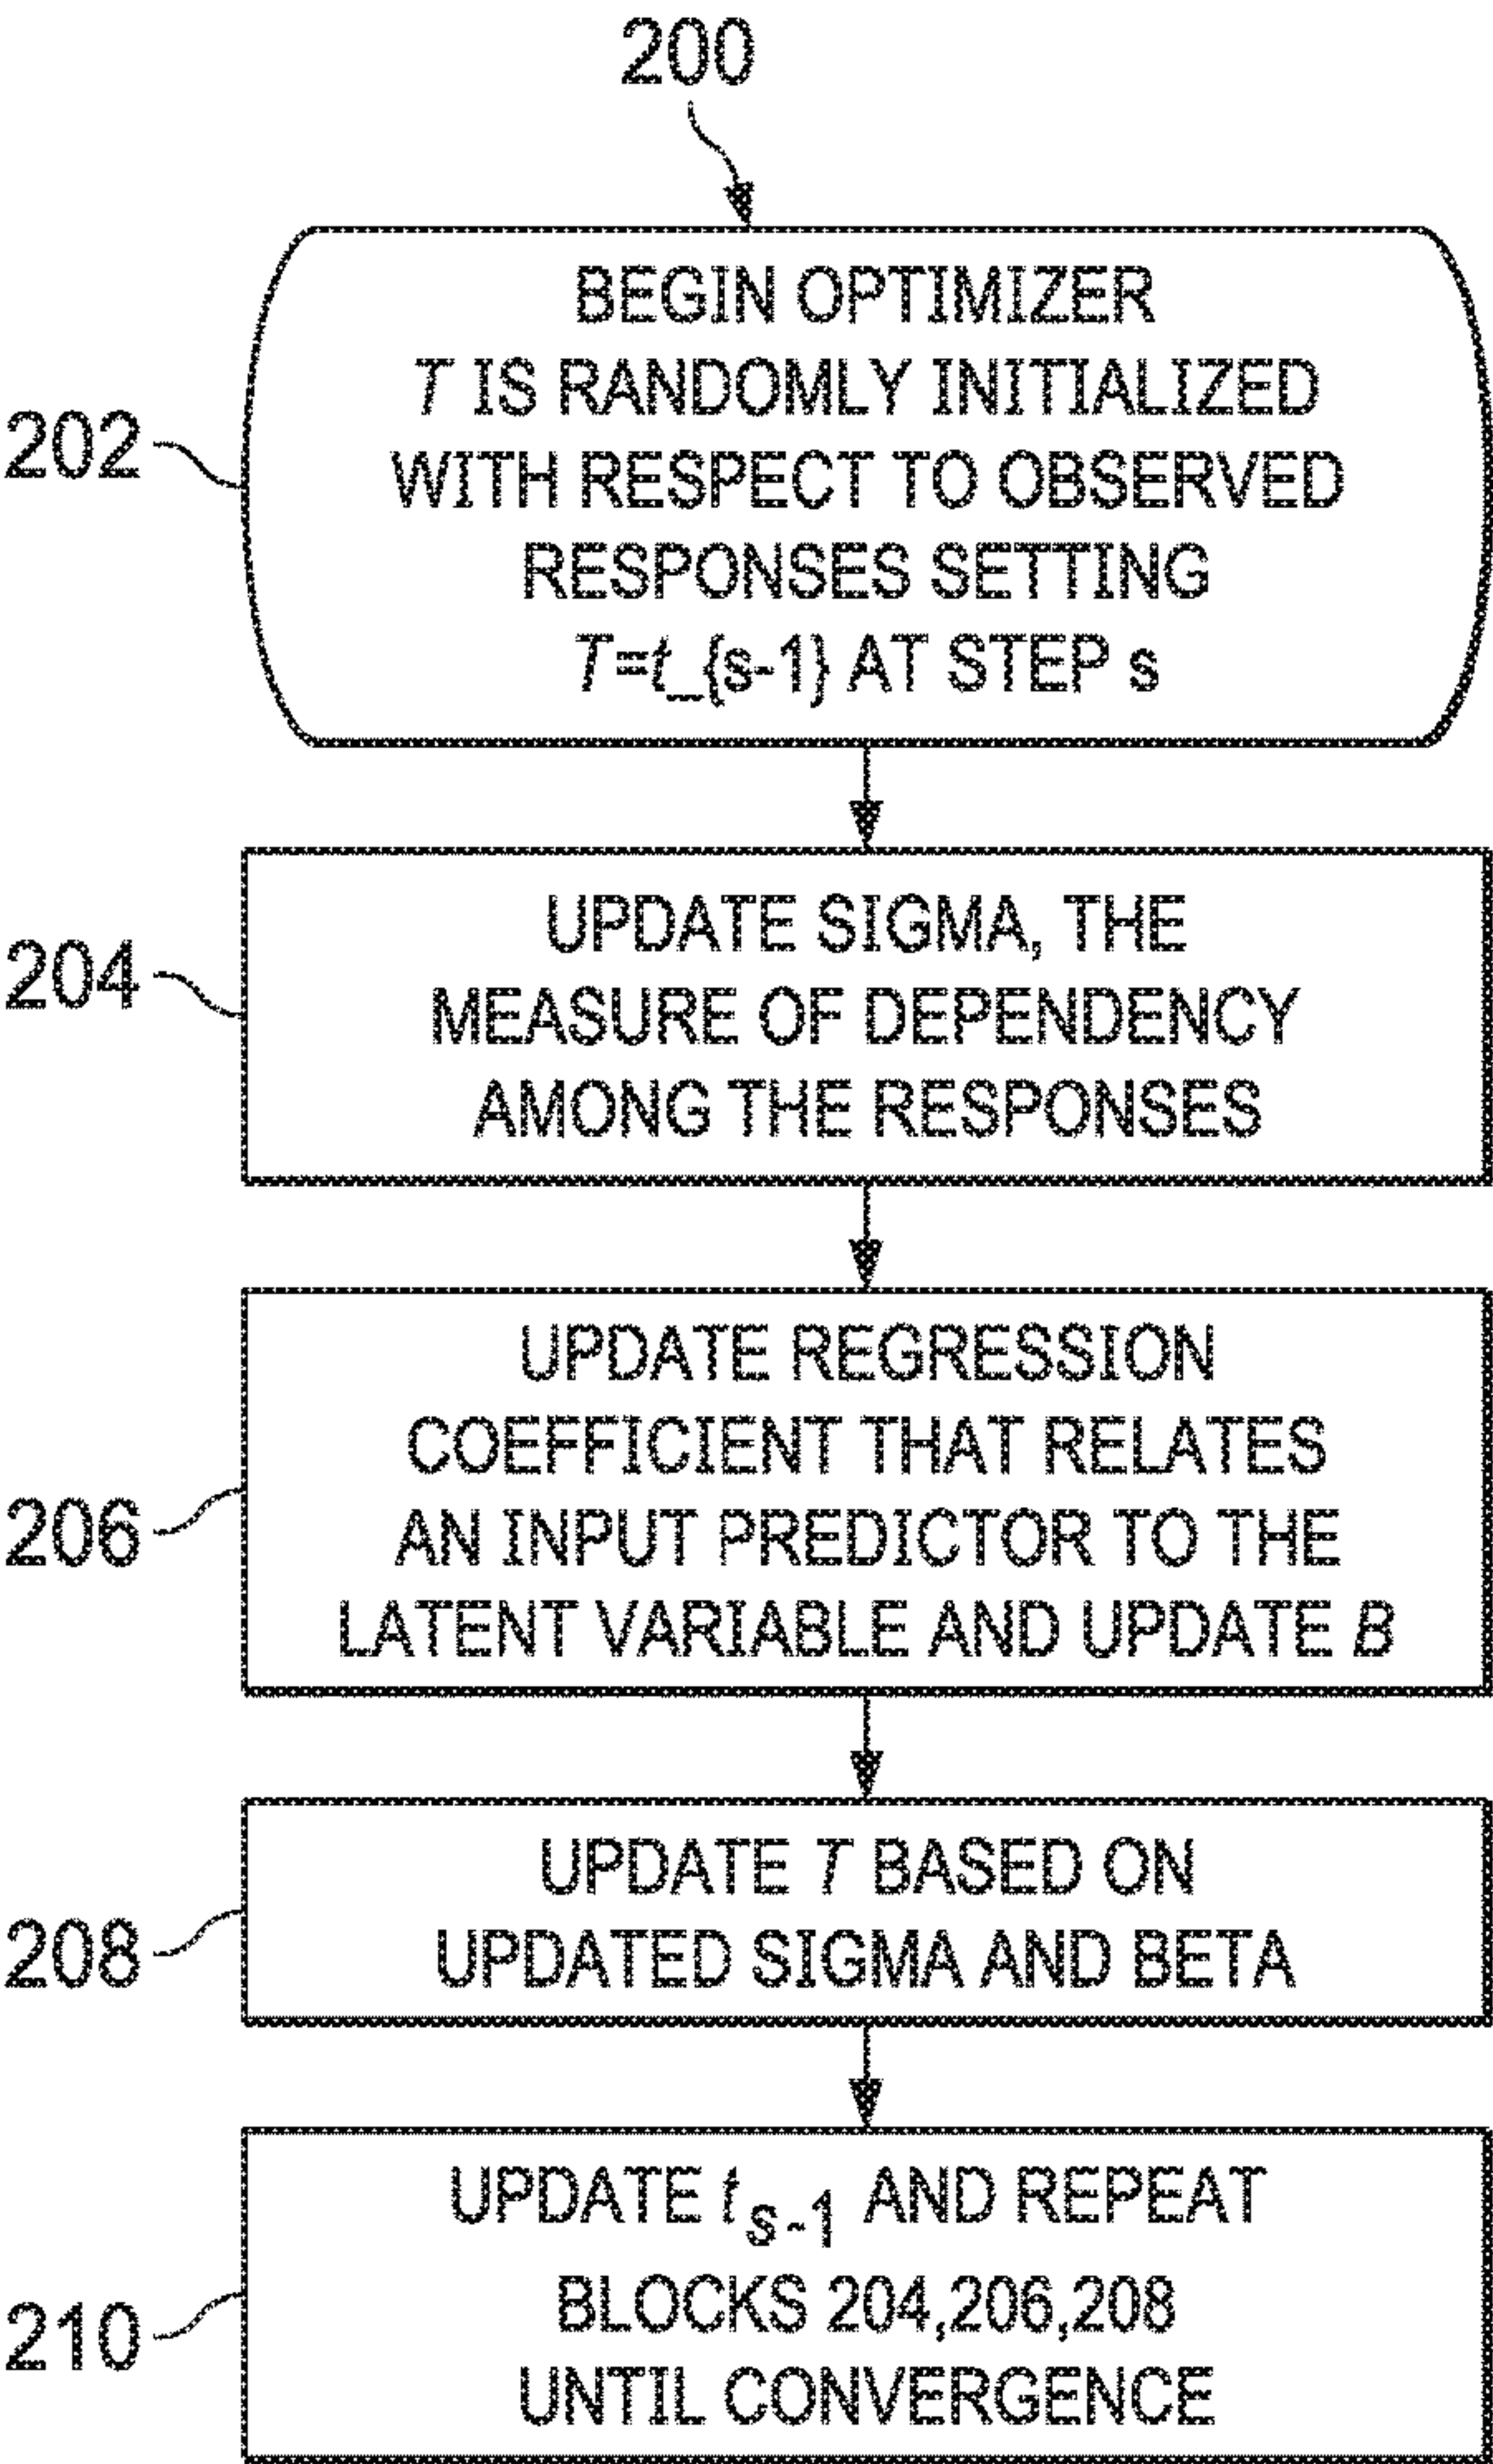 200
202
BEGIN OPTIMIZER
T IS RANDOMLY INITIALIZED
WITH RESPECT TO OBSERVED
RESPONSES SETTING
T=t_{s-1} AT STEP s
204
UPDATE SIGMA, THE
MEASURE OF DEPENDENCY
AMONG THE RESPONSES
206
UPDATE REGRESSION
COEFFICIENT THAT RELATES
AN INPUT PREDICTOR TO THE
LATENT VARIABLE AND UPDATE B
208
UPDATE T BASED ON
UPDATED SIGMA AND BETA
210
UPDATE t s-1 AND REPEAT
BLOCKS 204,206,208
UNTIL CONVERGENCE